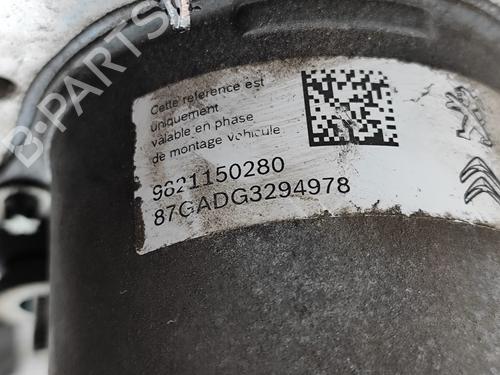 Cette reference est
uniquement
valable en phase
de montage vehicule
9821150280
87GADG3294978
B-PARTS